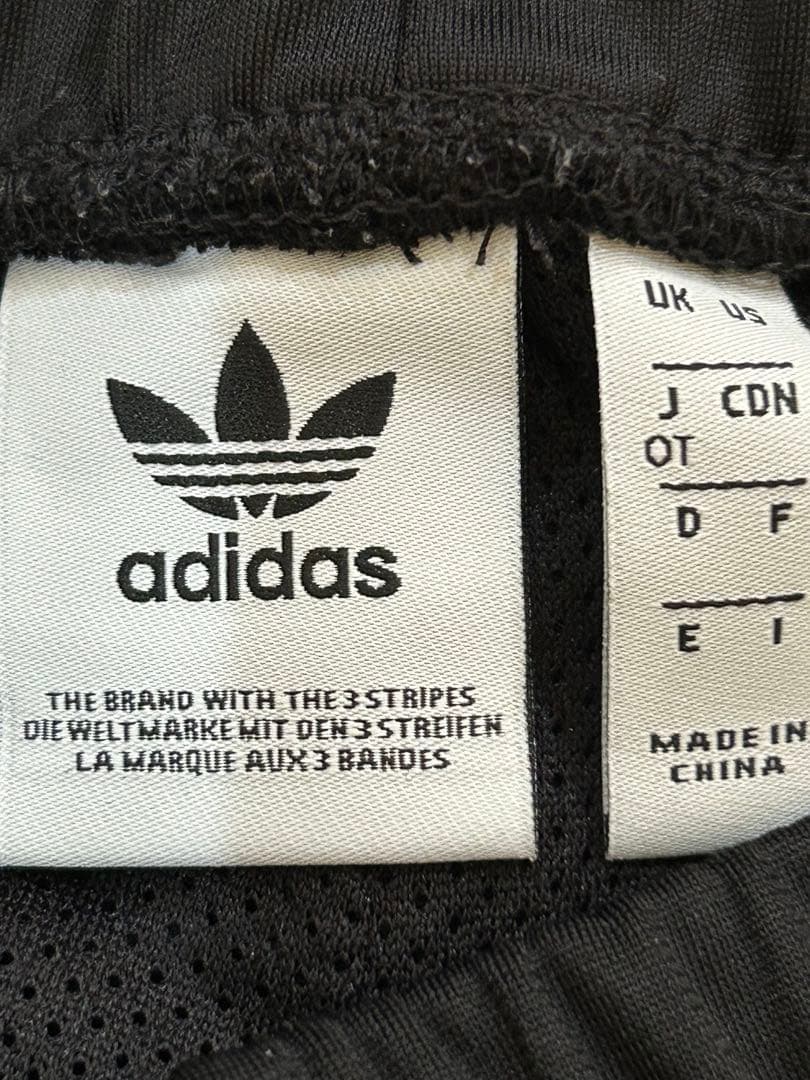 adidas
THE BRAND WITH THE 3 STRIPES
DIE WELTMARKE MIT DEN 3 STREIFEN
LA MARQUE AUX 3 BANDES
UK US
J CDN
OT
D F
E I
MADE IN
CHINA